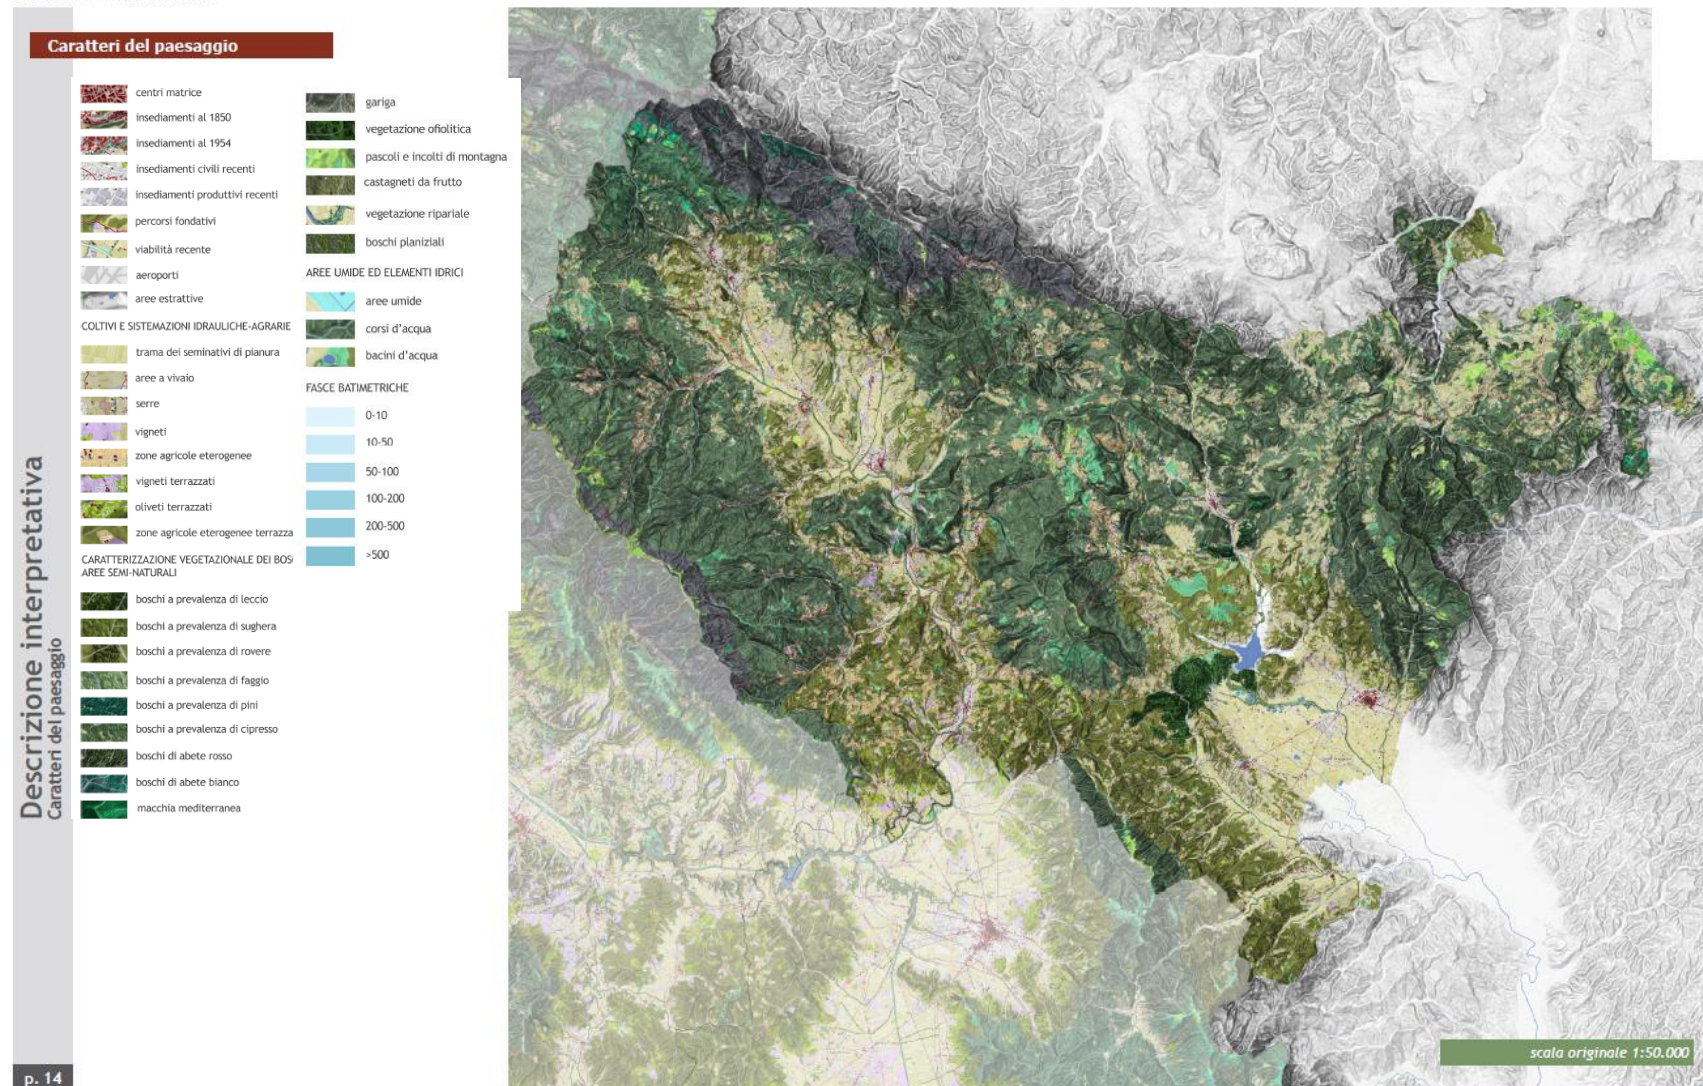 Caratteri del paesaggio
centri matrice
insediamenti al 1850
insediamenti al 1954
insediamenti civili recenti
insediamenti produttivi recenti
percorsi fondativi
viabilità recente
aeroporti
aree estrattive
COLTIVI E SISTEMAZIONI IDRAULICHE-AGRARIE
trama dei seminativi di pianura
aree a vivaio
serre
vigneti
zone agricole eterogenee
vigneti terrazzati
oliveti terrazzati
zone agricole eterogenee terrazza
CARATTERIZZAZIONE VEGETAZIONALE DEI BOS
AREE SEMI-NATURALI
boschi a prevalenza di leccio
boschi a prevalenza di sughera
boschi a prevalenza di rovere
boschi a prevalenza di faggio
boschi a prevalenza di pini
boschi a prevalenza di cipresso
boschi di abete rosso
boschi di abete bianco
macchia mediterranea
gariga
vegetazione ofiolitica
pascoli e incolti di montagna
castagneti da frutto
vegetazione ripariale
boschi planiziali
AREE UMIDE ED ELEMENTI IDRICI
aree umide
corsi d'acqua
bacini d'acqua
FASCE BATIMETRICHE
0-10
10-50
50-100
100-200
200-500
>500
Descrizione interpretativa
Caratteri del paesaggio
p. 14
scala originale 1:50.000